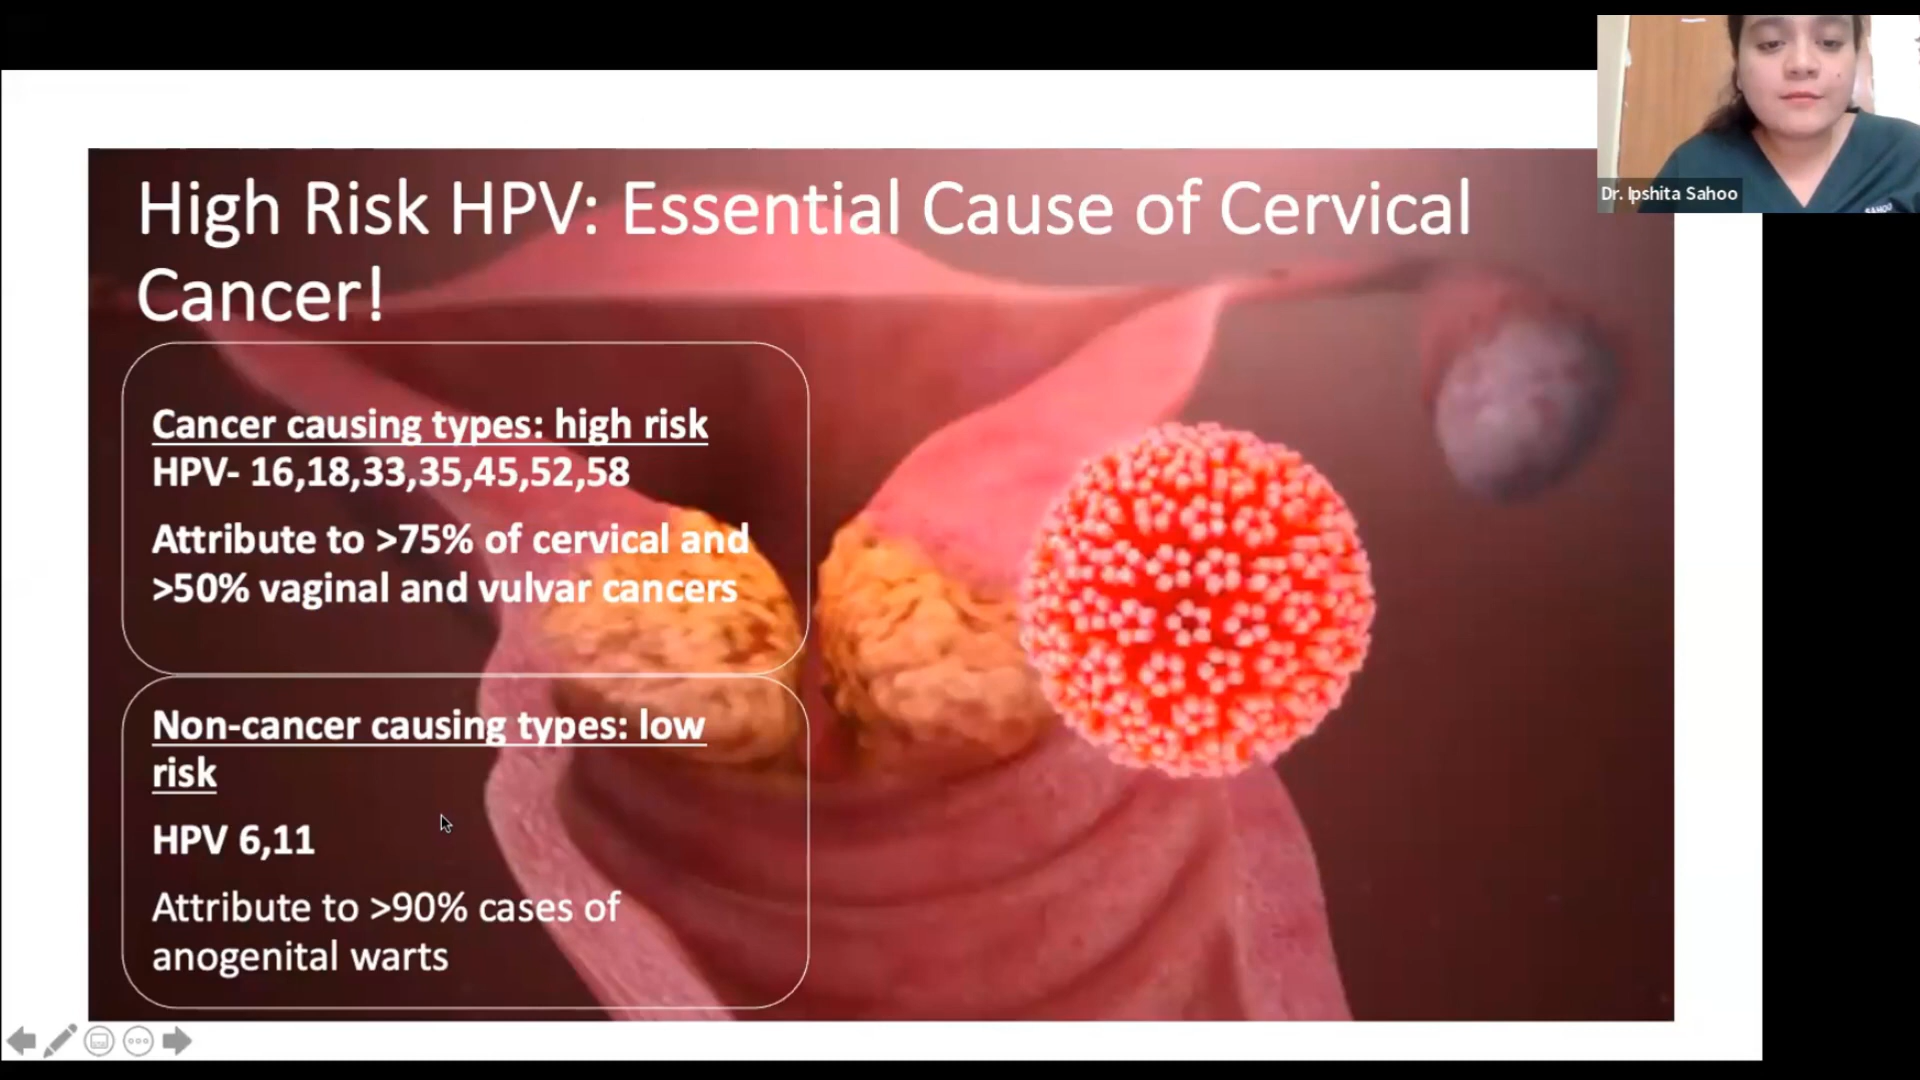 High Risk HPV: Essential Cause of Cervical
Cancer!
Cancer causing types: high risk
HPV- 16,18,33,35,45,52,58
Attribute to >75% of cervical and
>50% vaginal and vulvar cancers
Non-cancer causing types: low
risk
HPV 6,11
Attribute to >90% cases of
anogenital warts
Dr. Ipshita Sahoo
SAHOO